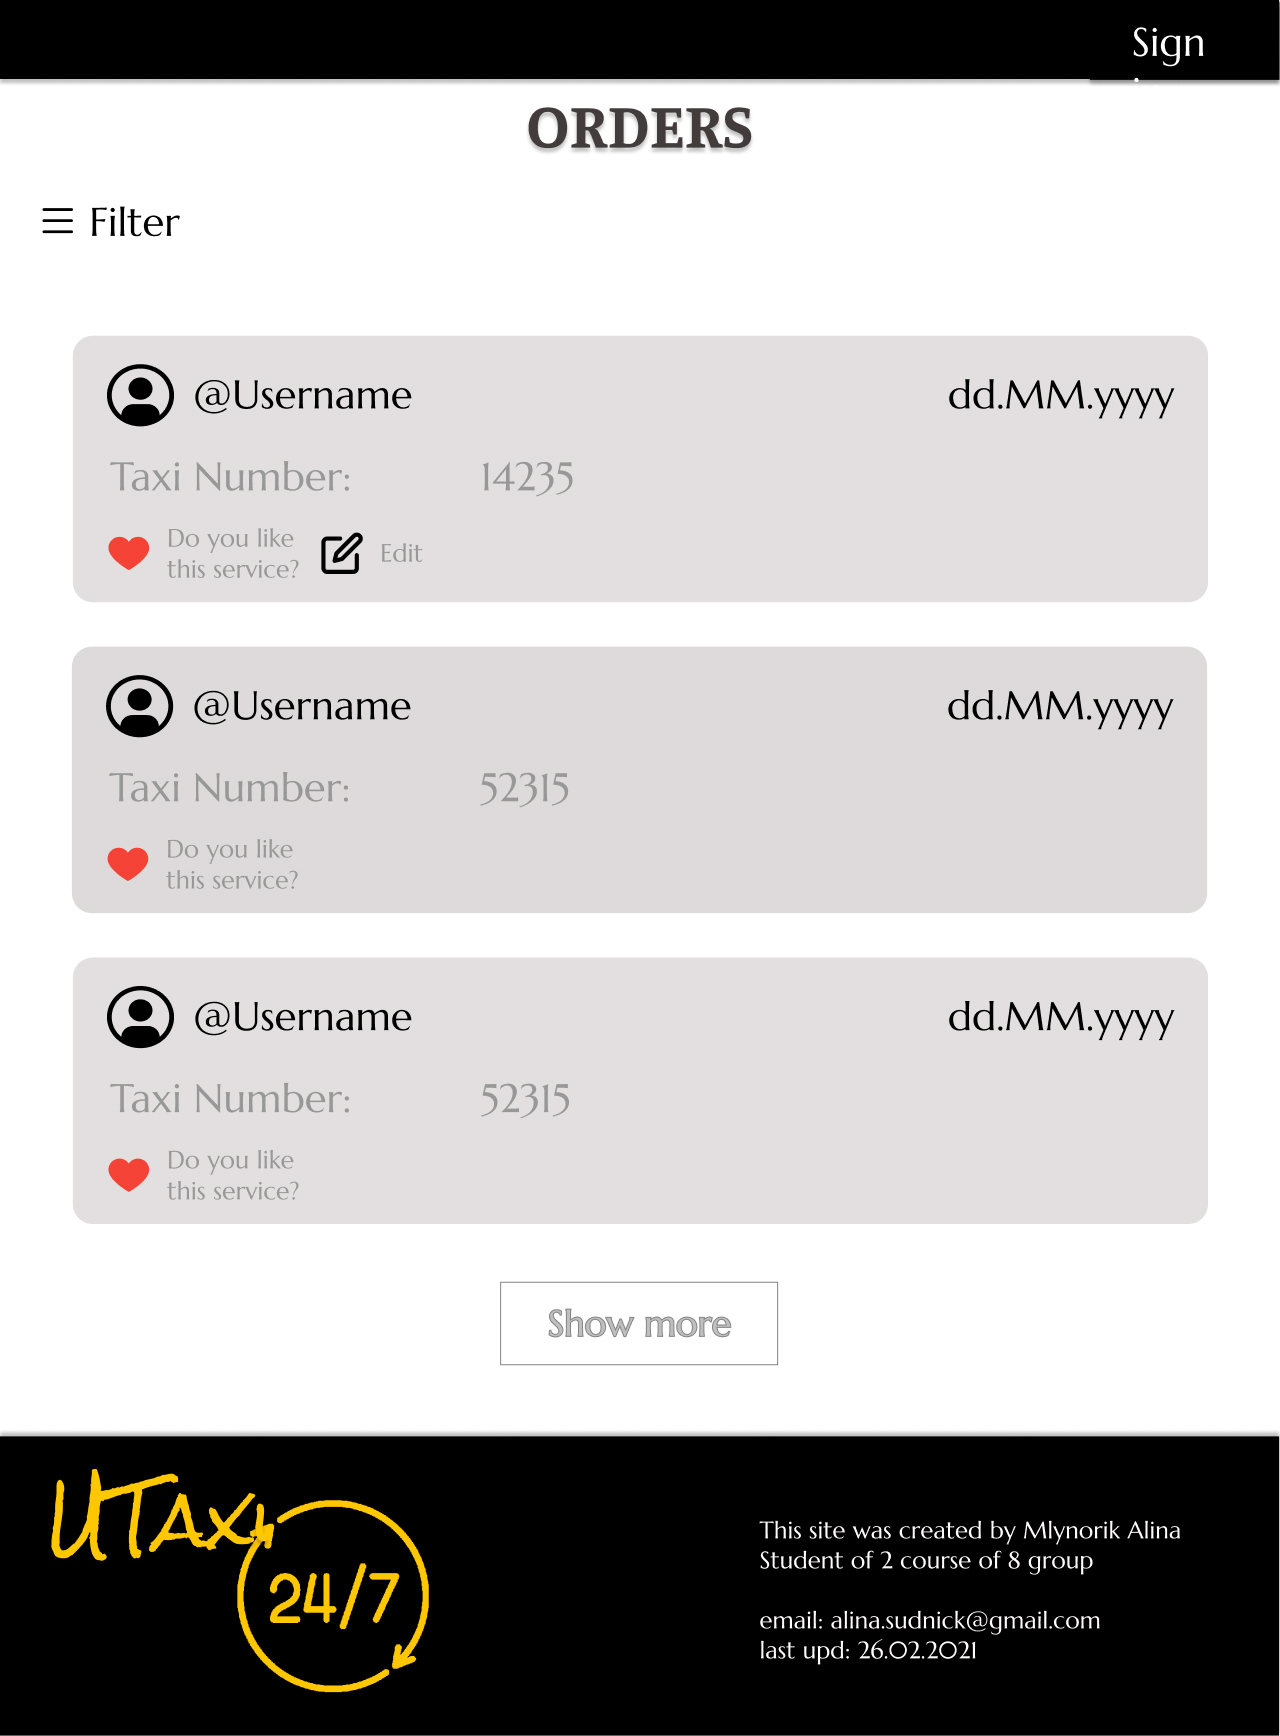 Sign
ORDERS
Filter
@Username dd.MM.yyyy
Taxi Number: 14235
Do you like
this service?
Edit
@Username dd.MM.yyyy
Taxi Number: 52315
Do you like
this service?
@Username dd.MM.yyyy
Taxi Number: 52315
Do you like
this service?
Show more
UTAXI
24/7
This site was created by Mlynorik Alina
Student of 2 course of 8 group
email: alina.sudnick@gmail.com
last upd: 26.02.2021